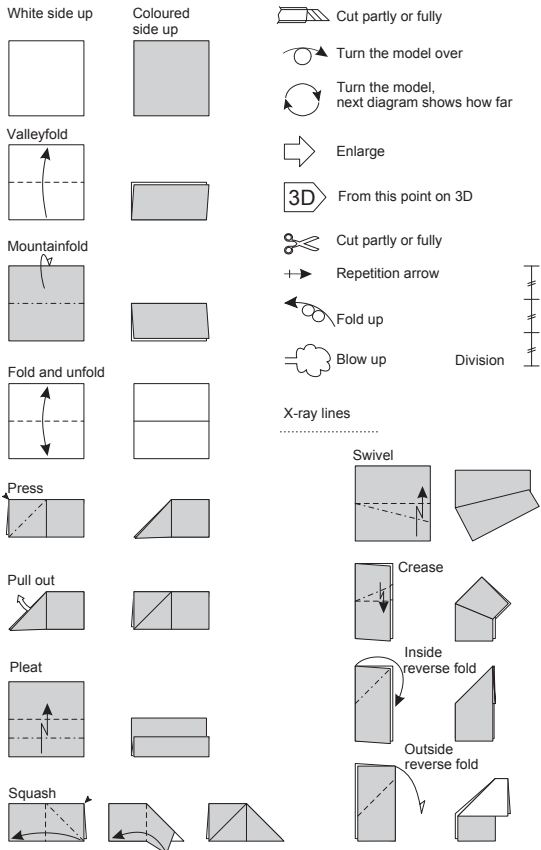 White side up
Coloured
side up
Valleyfold
Mountainfold
Fold and unfold
Press
Pull out
Pleat
Squash
Cut partly or fully
Turn the model over
Turn the model,
next diagram shows how far
Enlarge
3D
From this point on 3D
Cut partly or fully
Repetition arrow
Fold up
Blow up
Division
X-ray lines
Swivel
Crease
Inside
reverse fold
Outside
reverse fold